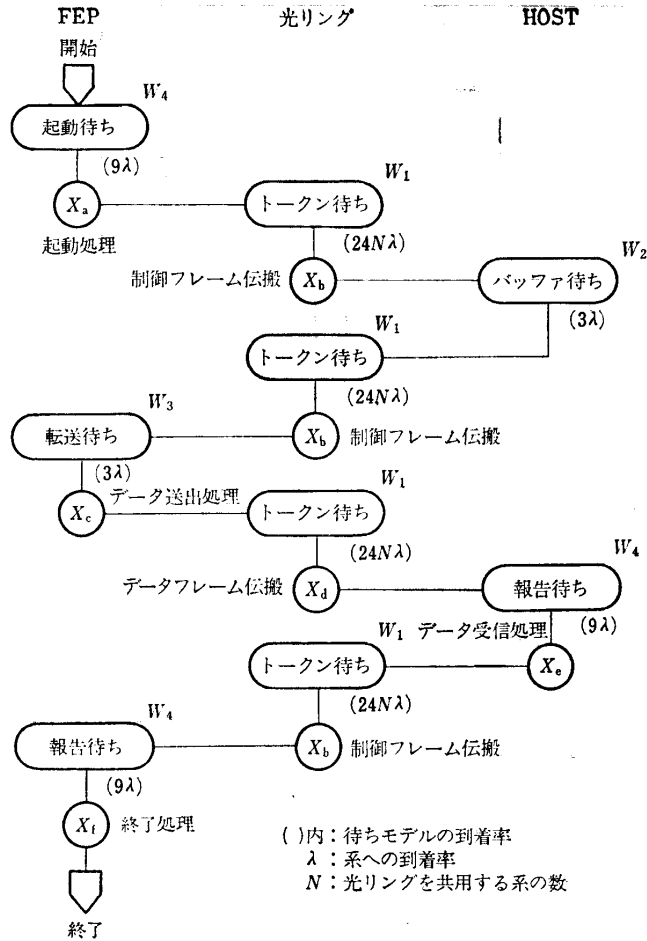 FEP 光リング HOST
開始
W₄
起動待ち
(9λ)
W₁
Xₐ トークン待ち
起動処理
(24Nλ)
W₂
制御フレーム伝搬 X_b バッファ待ち
W₁
(3λ)
トークン待ち
(24Nλ)
W₃
転送待ち X_b 制御フレーム伝搬
(3λ)
データ送出処理
W₁
X_c トークン待ち
(24Nλ)
W₄
データフレーム伝搬 X_d 報告待ち
W₁ データ受信処理 (9λ)
トークン待ち Xₑ
(24Nλ)
W₄
報告待ち X_b 制御フレーム伝搬
(9λ)
X_f 終了処理
( )内：待ちモデルの到着率
λ：系への到着率
N：光リングを共用する系の数
終了